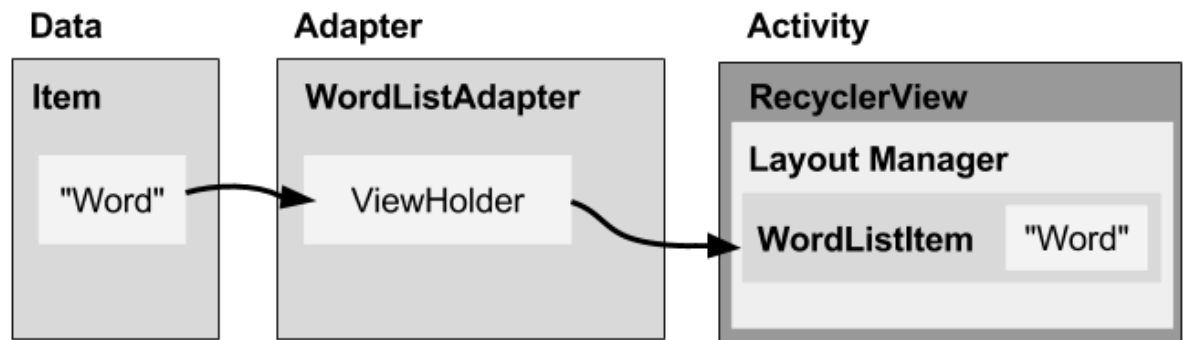 Data
Adapter
Activity
Item
WordListAdapter
RecyclerView
Layout Manager
"Word"
ViewHolder
WordListItem
"Word"